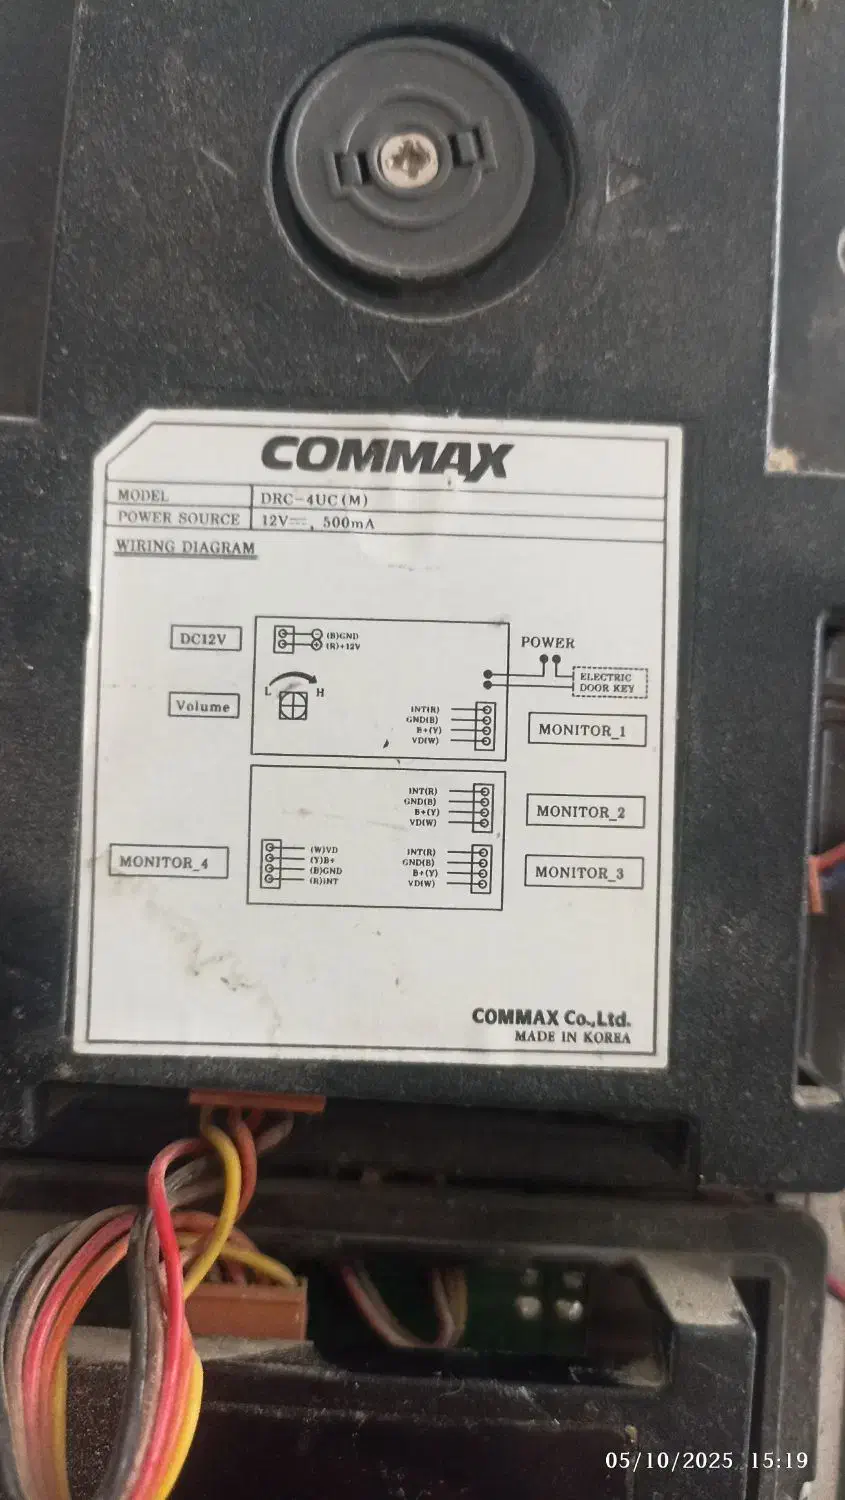 COMMAX
MODEL DRC-4UC(M)
POWER SOURCE 12V⎓, 500mA
WIRING DIAGRAM
DC12V
(B)GND
(R)+12V
POWER
ELECTRIC
DOOR KEY
Volume
L H
INT(R)
GND(B)
B+(Y)
VD(W)
MONITOR_1
INT(R)
GND(B)
B+(Y)
VD(W)
MONITOR_2
MONITOR_4
(W)VD
(Y)B+
(B)GND
(R)INT
INT(R)
GND(B)
B+(Y)
VD(W)
MONITOR_3
COMMAX Co.,Ltd.
MADE IN KOREA
05/10/2025 15:19